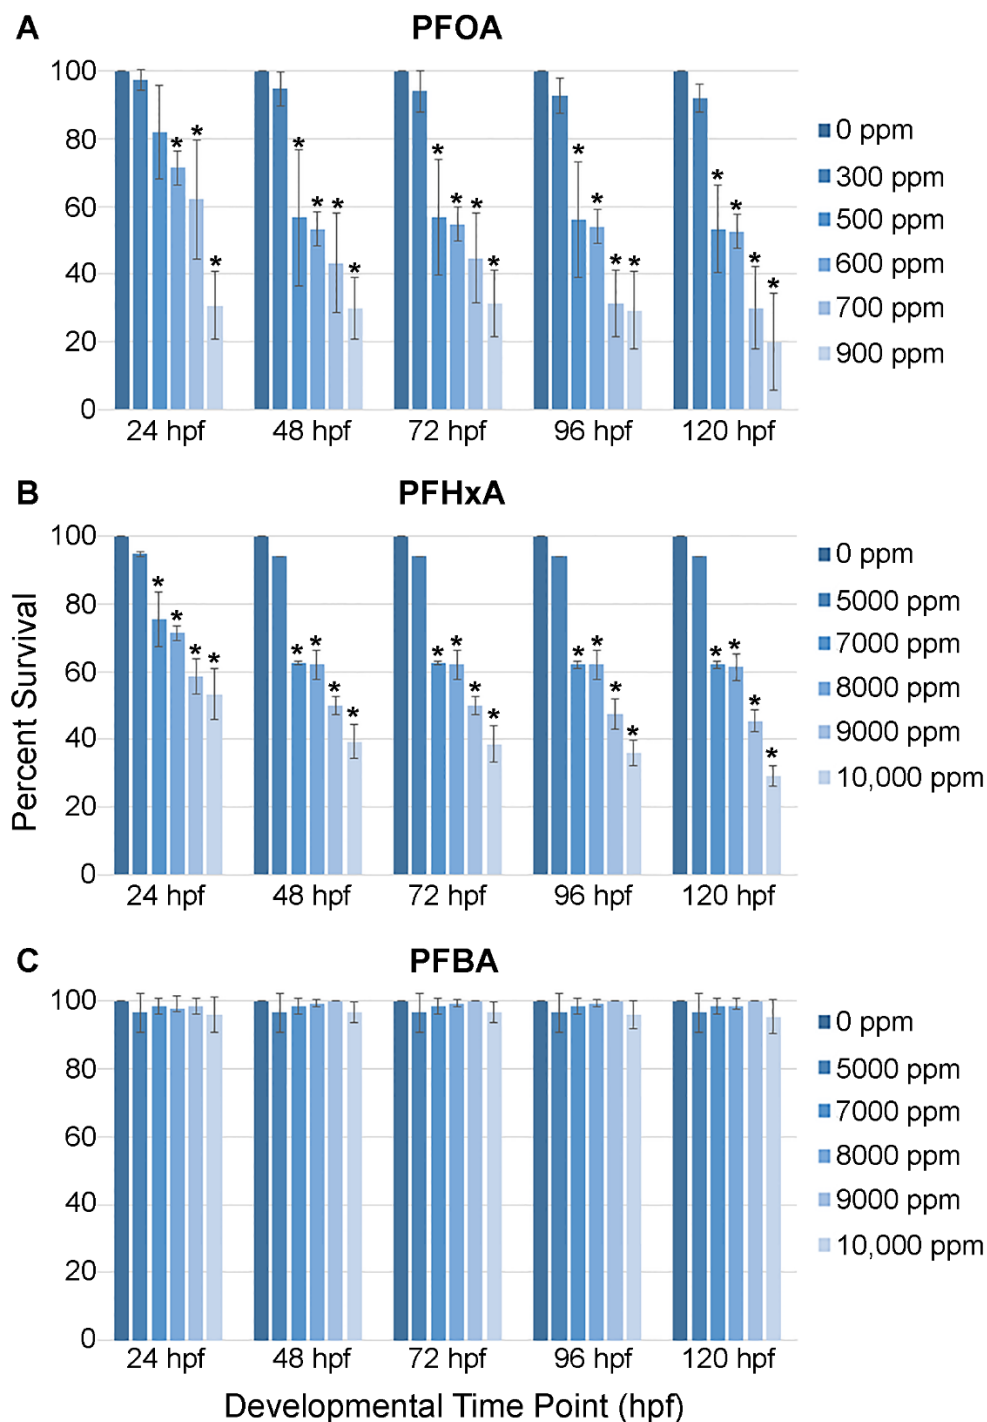 A
PFOA
100
80
60
40
20
0
* * *
* * * *
* * * *
* * * *
* * * *
24 hpf 48 hpf 72 hpf 96 hpf 120 hpf
0 ppm
300 ppm
500 ppm
600 ppm
700 ppm
900 ppm
B
PFHxA
Percent Survival
100
80
60
40
20
0
* * * *
* * * *
* * * *
* * * *
* * * *
24 hpf 48 hpf 72 hpf 96 hpf 120 hpf
0 ppm
5000 ppm
7000 ppm
8000 ppm
9000 ppm
10,000 ppm
C
PFBA
100
80
60
40
20
0
24 hpf 48 hpf 72 hpf 96 hpf 120 hpf
0 ppm
5000 ppm
7000 ppm
8000 ppm
9000 ppm
10,000 ppm
Developmental Time Point (hpf)